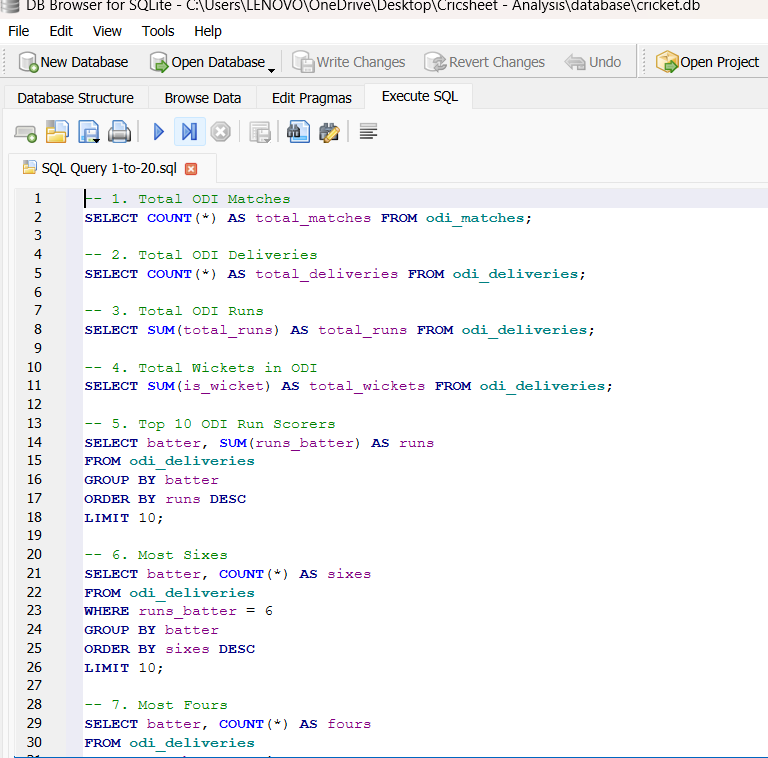 DB Browser for SQLite - C:\Users\LENOVO\OneDrive\Desktop\Cricsheet - Analysis\database\cricket.db
File Edit View Tools Help
New Database Open Database Write Changes Revert Changes Undo Open Project
Database Structure Browse Data Edit Pragmas Execute SQL
SQL Query 1-to-20.sql
1 -- 1. Total ODI Matches
2 SELECT COUNT(*) AS total_matches FROM odi_matches;
3
4 -- 2. Total ODI Deliveries
5 SELECT COUNT(*) AS total_deliveries FROM odi_deliveries;
6
7 -- 3. Total ODI Runs
8 SELECT SUM(total_runs) AS total_runs FROM odi_deliveries;
9
10 -- 4. Total Wickets in ODI
11 SELECT SUM(is_wicket) AS total_wickets FROM odi_deliveries;
12
13 -- 5. Top 10 ODI Run Scorers
14 SELECT batter, SUM(runs_batter) AS runs
15 FROM odi_deliveries
16 GROUP BY batter
17 ORDER BY runs DESC
18 LIMIT 10;
19
20 -- 6. Most Sixes
21 SELECT batter, COUNT(*) AS sixes
22 FROM odi_deliveries
23 WHERE runs_batter = 6
24 GROUP BY batter
25 ORDER BY sixes DESC
26 LIMIT 10;
27
28 -- 7. Most Fours
29 SELECT batter, COUNT(*) AS fours
30 FROM odi_deliveries